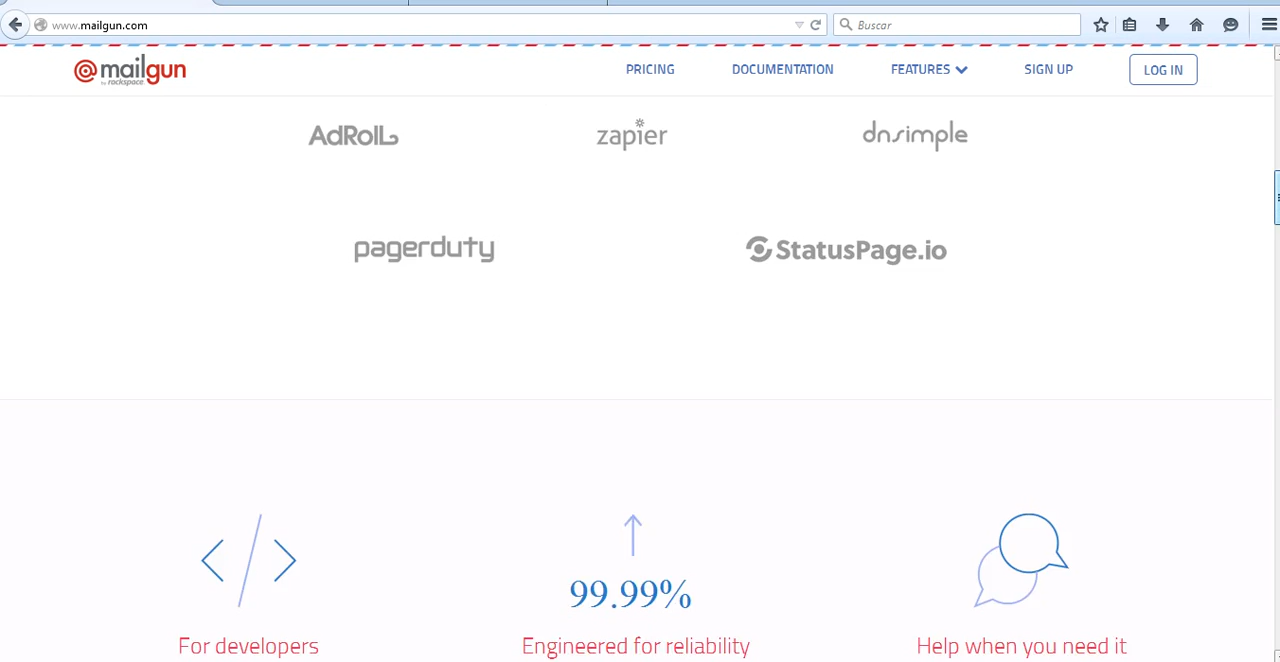 www.mailgun.com
Buscar
@mailgun
by rackspace
PRICING
DOCUMENTATION
FEATURES
SIGN UP
LOG IN
AdRoll
zapier
dnsimple
pagerduty
StatusPage.io
99.99%
For developers
Engineered for reliability
Help when you need it